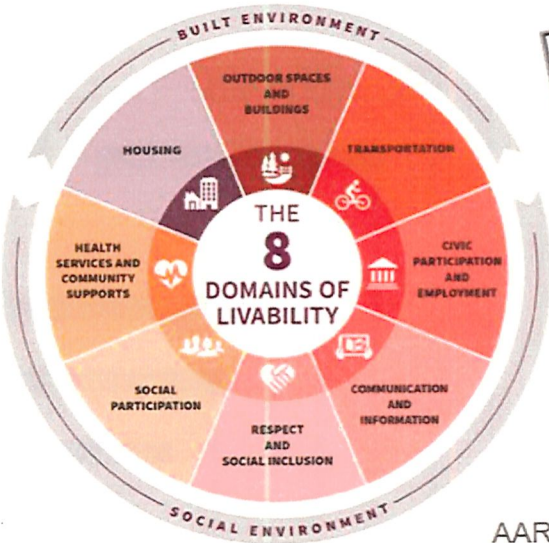 BUILT ENVIRONMENT
OUTDOOR SPACES
AND
BUILDINGS
TRANSPORTATION
CIVIC
PARTICIPATION
AND
EMPLOYMENT
COMMUNICATION
AND
INFORMATION
RESPECT
AND
SOCIAL INCLUSION
SOCIAL
PARTICIPATION
HEALTH
SERVICES AND
COMMUNITY
SUPPORTS
HOUSING
THE
8
DOMAINS OF
LIVABILITY
SOCIAL ENVIRONMENT
AAR